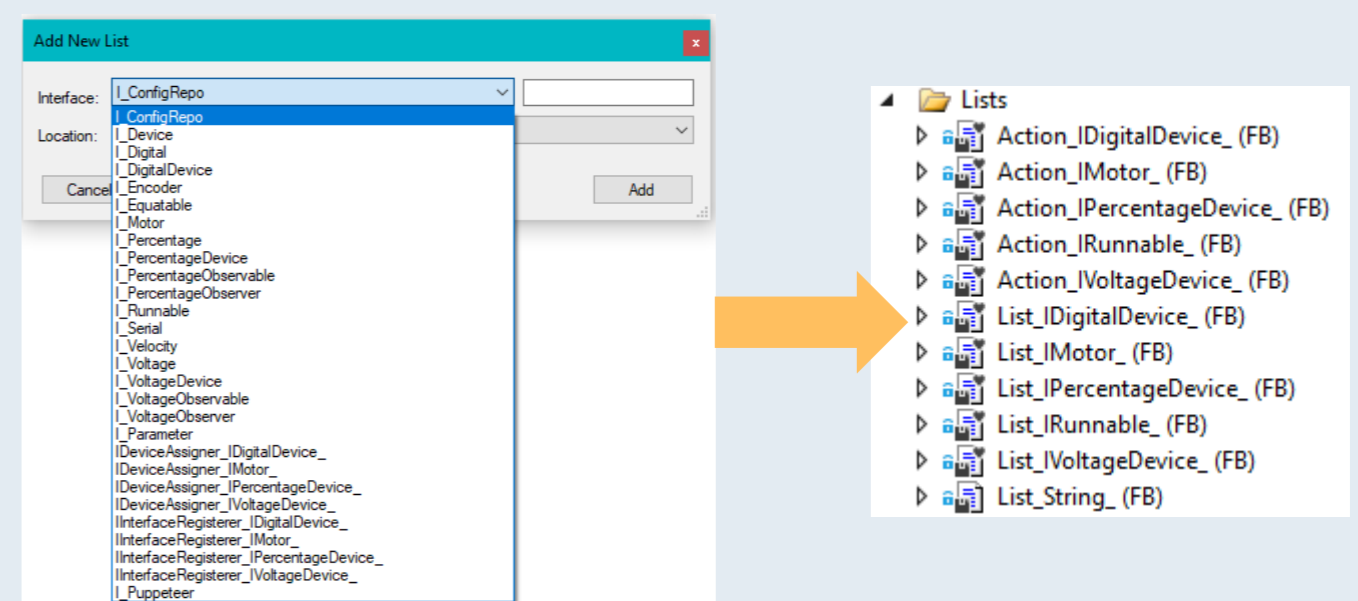 Add New List
x
Interface: I_ConfigRepo
I_ConfigRepo
Location:
I_Device
I_Digital
I_DigitalDevice
I_Encoder
I_Equatable
I_Motor
I_Percentage
I_PercentageDevice
I_PercentageObservable
I_PercentageObserver
I_Runnable
I_Serial
I_Velocity
I_Voltage
I_VoltageDevice
I_VoltageObservable
I_VoltageObserver
I_Parameter
IDeviceAssigner_IDigitalDevice_
IDeviceAssigner_IMotor_
IDeviceAssigner_IPercentageDevice_
IDeviceAssigner_IVoltageDevice_
IInterfaceRegisterer_IDigitalDevice_
IInterfaceRegisterer_IMotor_
IInterfaceRegisterer_IPercentageDevice_
IInterfaceRegisterer_IVoltageDevice_
I_Puppeteer
Cancel
Add
Lists
Action_IDigitalDevice_ (FB)
Action_IMotor_ (FB)
Action_IPercentageDevice_ (FB)
Action_IRunnable_ (FB)
Action_IVoltageDevice_ (FB)
List_IDigitalDevice_ (FB)
List_IMotor_ (FB)
List_IPercentageDevice_ (FB)
List_IRunnable_ (FB)
List_IVoltageDevice_ (FB)
List_String_ (FB)